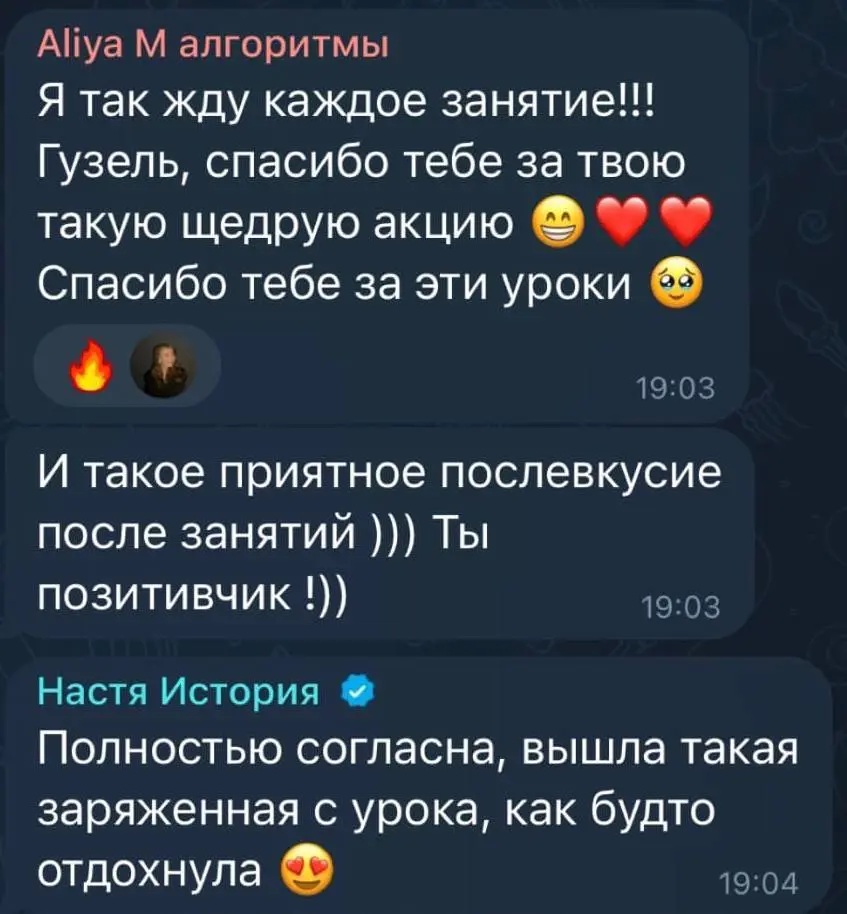 Aliya M алгоритмы
Я так жду каждое занятие!!!
Гузель, спасибо тебе за твою
такую щедрую акцию 😁❤️❤️
Спасибо тебе за эти уроки 🥹
🔥
19:03
И такое приятное послевкусие
после занятий ))) Ты
позитивчик !))
19:03
Настя История
Полностью согласна, вышла такая
заряженная с урока, как будто
отдохнула 😍
19:04